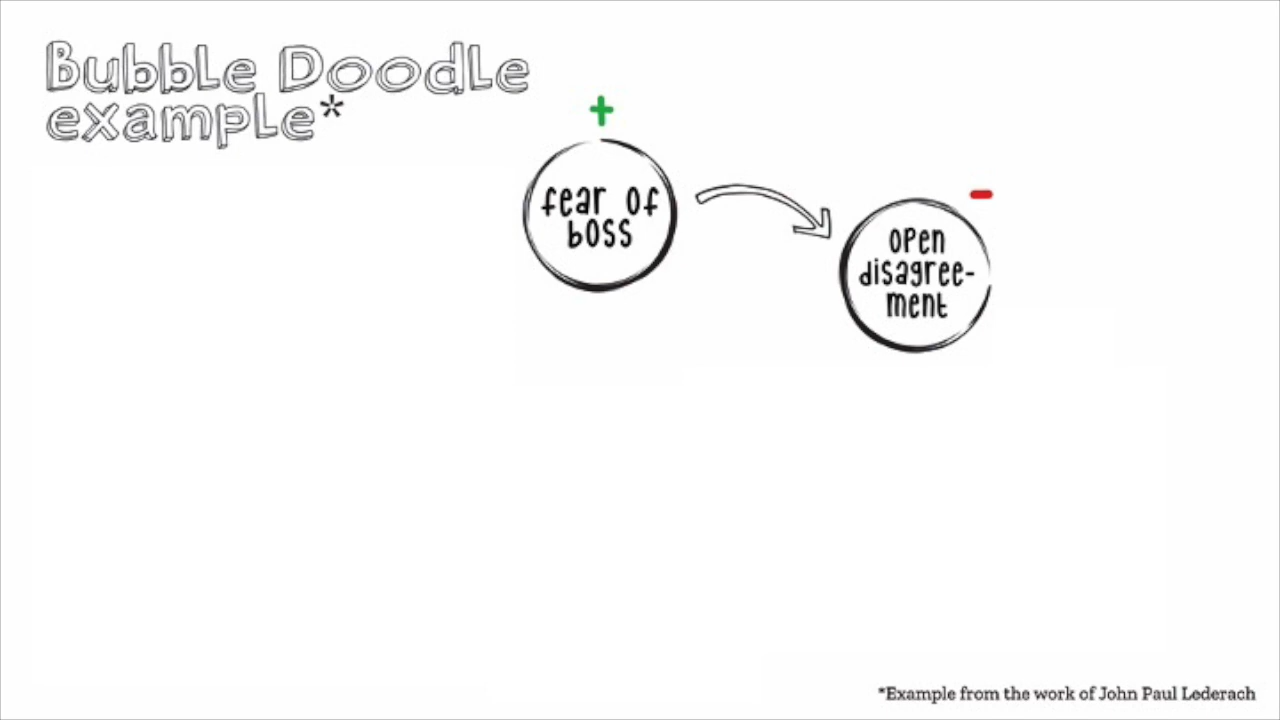 Bubble Doodle
example*
+
fear of
boss
-
open
disagree-
ment
*Example from the work of John Paul Lederach